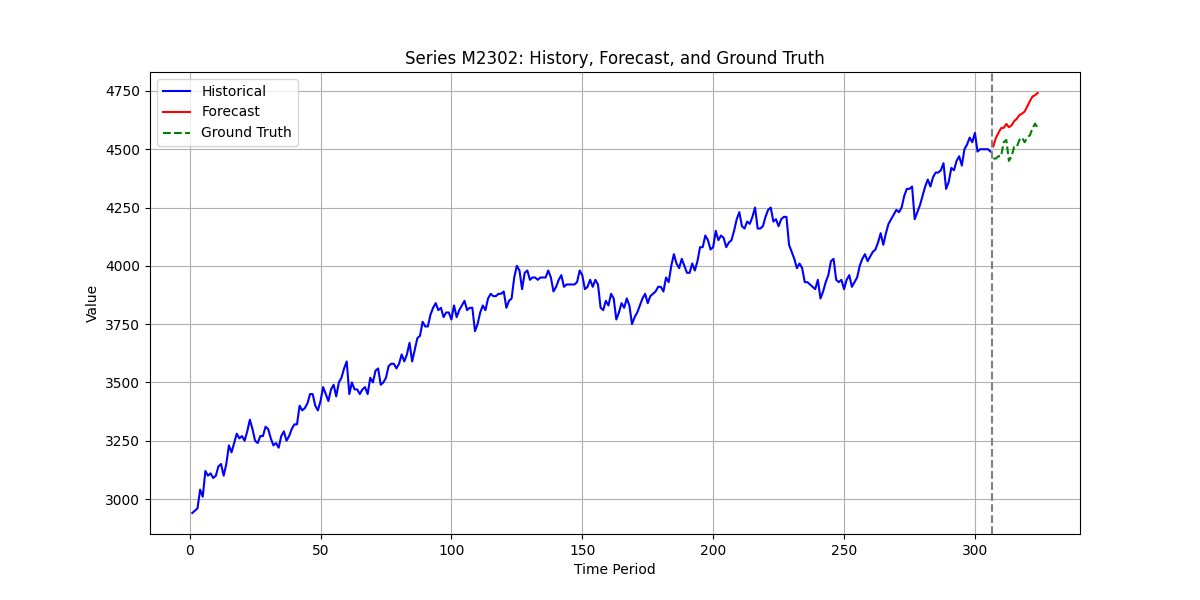 Series M2302: History, Forecast, and Ground Truth
Historical
Forecast
Ground Truth
4750
4500
4250
4000
3750
3500
3250
3000
Value
0 50 100 150 200 250 300
Time Period